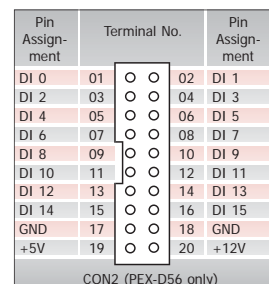 Pin Assign-ment Terminal No. Pin Assign-ment
DI 0 01 02 DI 1
DI 2 03 04 DI 3
DI 4 05 06 DI 5
DI 6 07 08 DI 7
DI 8 09 10 DI 9
DI 10 11 12 DI 11
DI 12 13 14 DI 13
DI 14 15 16 DI 15
GND 17 18 GND
+5V 19 20 +12V
CON2 (PEX-D56 only)